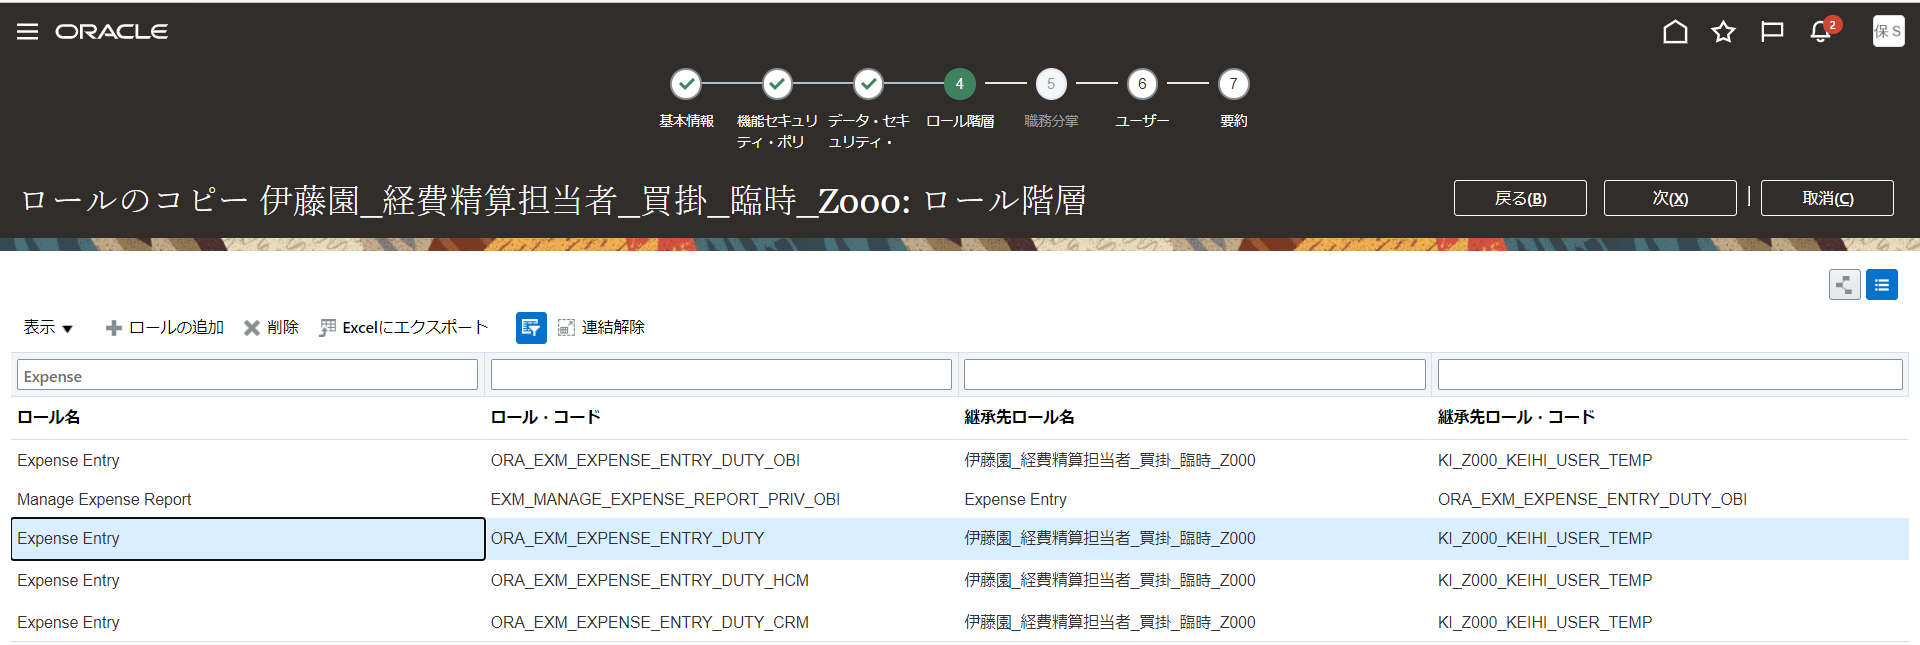 ORACLE
2
保 S
4
5
6
7
基本情報
機能セキュリ
ティ・ポリ
データ・セキ
ュリティ・
ロール階層
職務分掌
ユーザー
要約
ロールのコピー 伊藤園_経費精算担当者_買掛_臨時_Z000: ロール階層
戻る(B)
次(X)
取消(C)
表示
ロールの追加
削除
Excelにエクスポート
連結解除
Expense
ロール名 ロール・コード 継承先ロール名 継承先ロール・コード
Expense Entry ORA_EXM_EXPENSE_ENTRY_DUTY_OBI 伊藤園_経費精算担当者_買掛_臨時_Z000 KI_Z000_KEIHI_USER_TEMP
Manage Expense Report EXM_MANAGE_EXPENSE_REPORT_PRIV_OBI Expense Entry ORA_EXM_EXPENSE_ENTRY_DUTY_OBI
Expense Entry ORA_EXM_EXPENSE_ENTRY_DUTY 伊藤園_経費精算担当者_買掛_臨時_Z000 KI_Z000_KEIHI_USER_TEMP
Expense Entry ORA_EXM_EXPENSE_ENTRY_DUTY_HCM 伊藤園_経費精算担当者_買掛_臨時_Z000 KI_Z000_KEIHI_USER_TEMP
Expense Entry ORA_EXM_EXPENSE_ENTRY_DUTY_CRM 伊藤園_経費精算担当者_買掛_臨時_Z000 KI_Z000_KEIHI_USER_TEMP